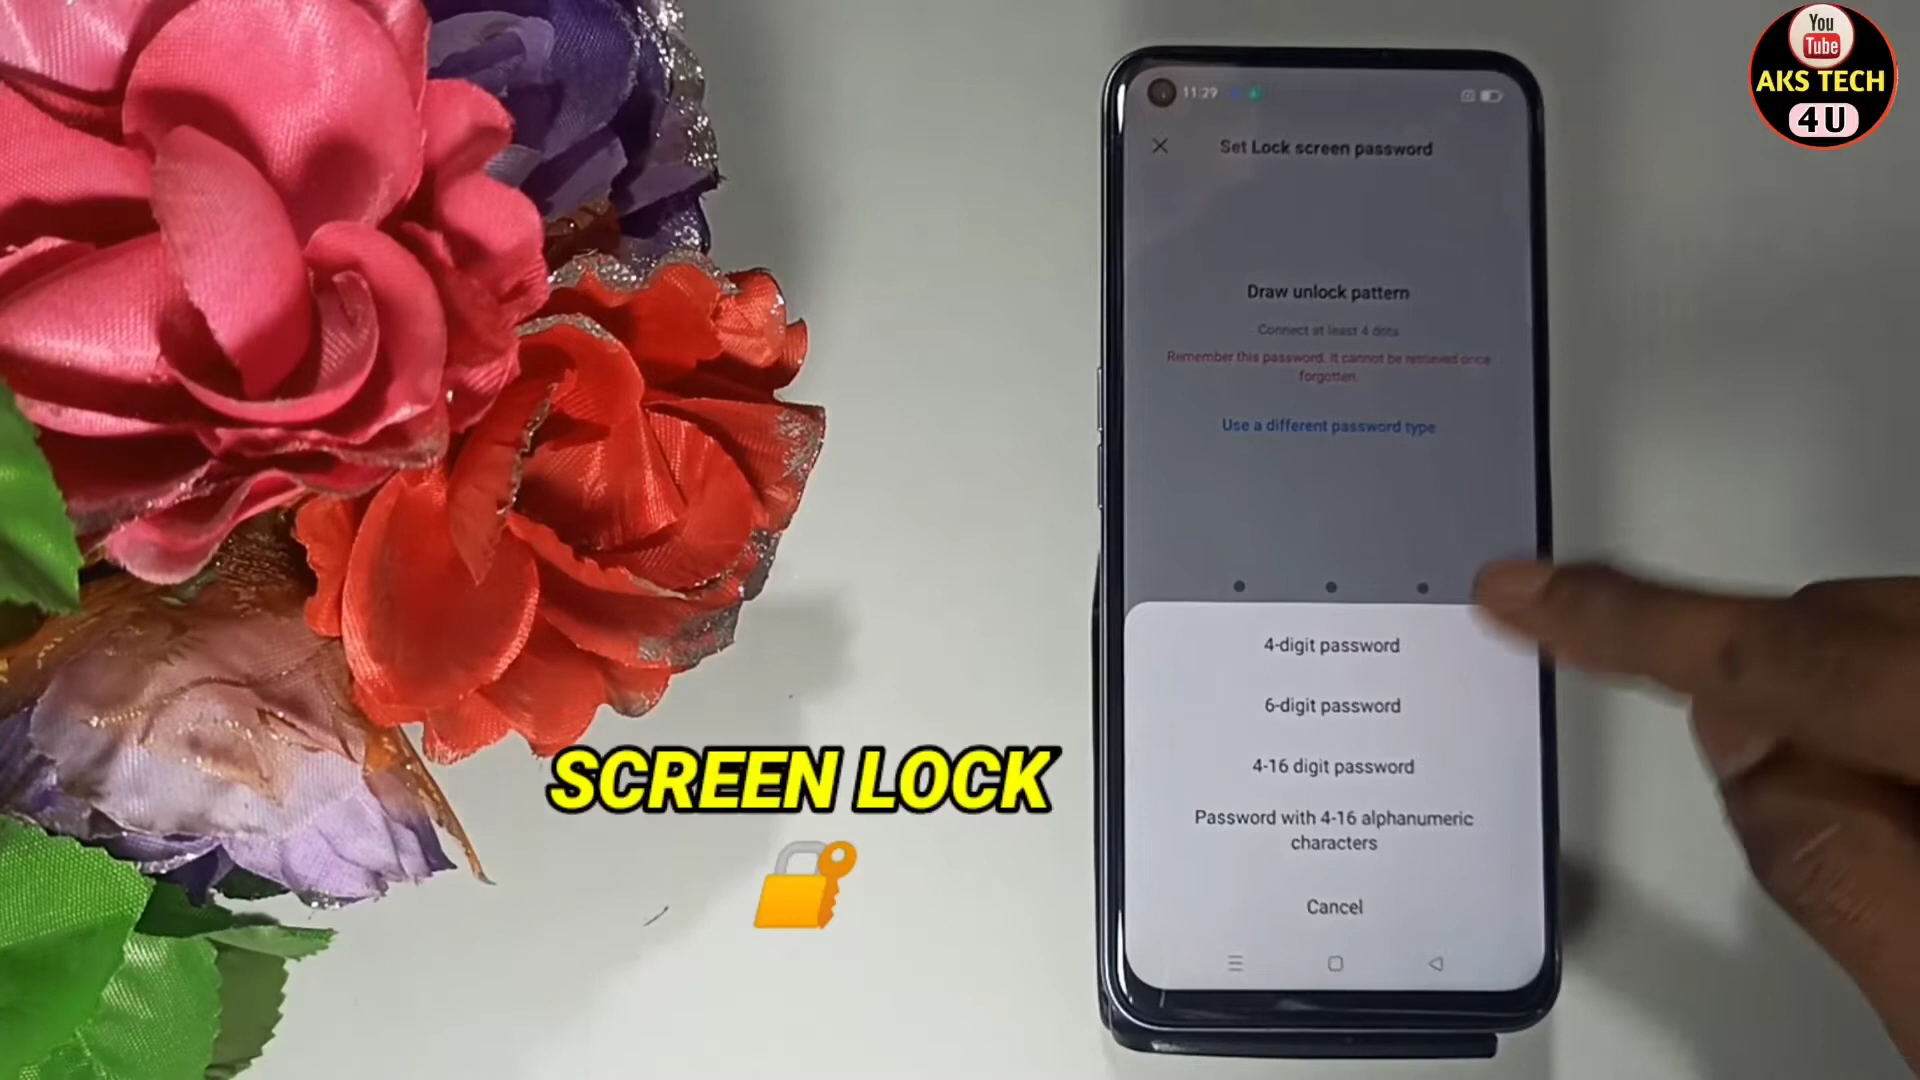 You
Tube
AKS TECH
4U
11:29
Set Lock screen password
Draw unlock pattern
Connect at least 4 dots
Remember this password. It cannot be retrieved once
forgotten.
Use a different password type
4-digit password
6-digit password
4-16 digit password
Password with 4-16 alphanumeric
characters
Cancel
SCREEN LOCK